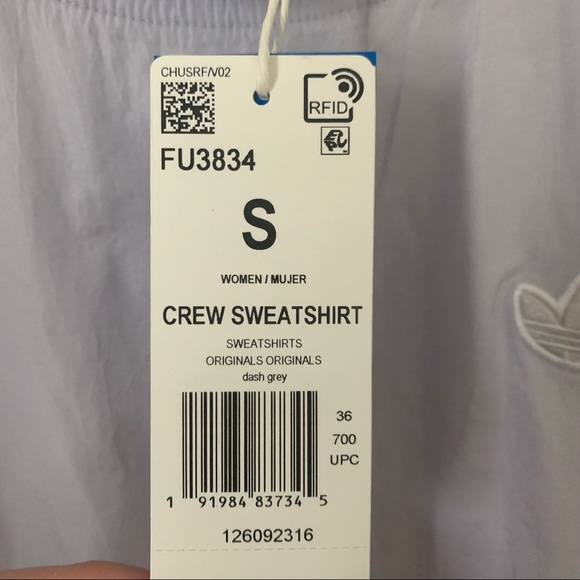 CHUSRF/V02
RFID
FU3834
S
WOMEN / MUJER
CREW SWEATSHIRT
SWEATSHIRTS
ORIGINALS ORIGINALS
dash grey
36
700
UPC
1 91984 83734 5
126092316